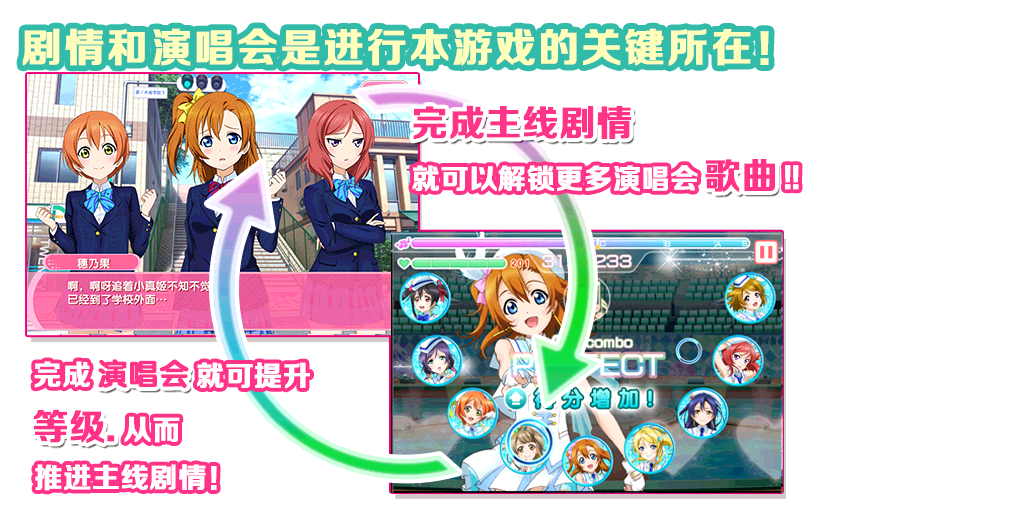 剧情和演唱会是进行本游戏的关键所在!
完成主线剧情
就可以解锁更多演唱会 歌曲!!
穗乃果
啊，啊呀追着小真姬不知不觉
已经到了学校外面…
C B A S
201
combo
PERFECT
得分增加!
完成 演唱会 就可提升
等级.从而
推进主线剧情!